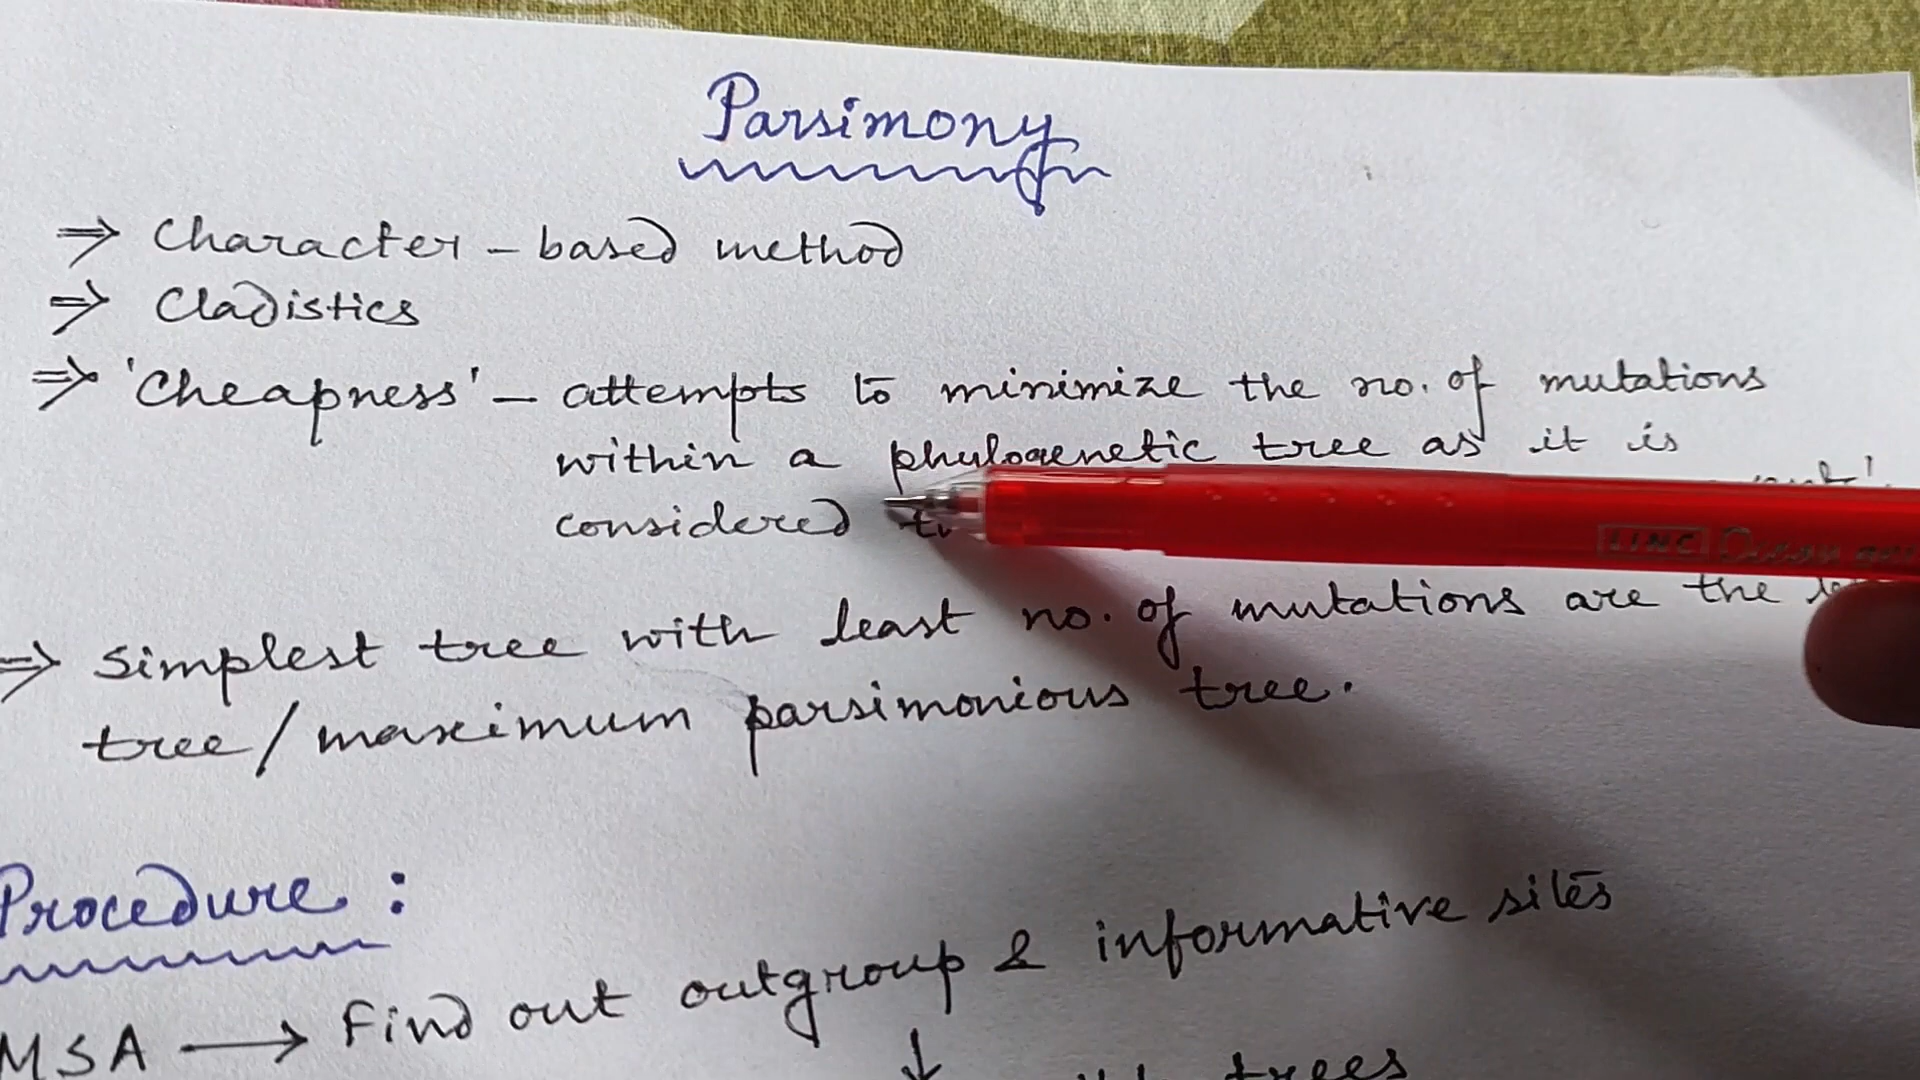 Parsimony
⇒ Character - based method
⇒ Cladistics
⇒ 'Cheapness' - attempts to minimize the no. of mutations
within a phylogenetic tree as it is
considered
⇒ simplest tree with least no. of mutations are the
tree / maximum parsimonious tree.
Procedure :
MSA → Find out outgroup & informative sites
↓
trees
LINC Ocean